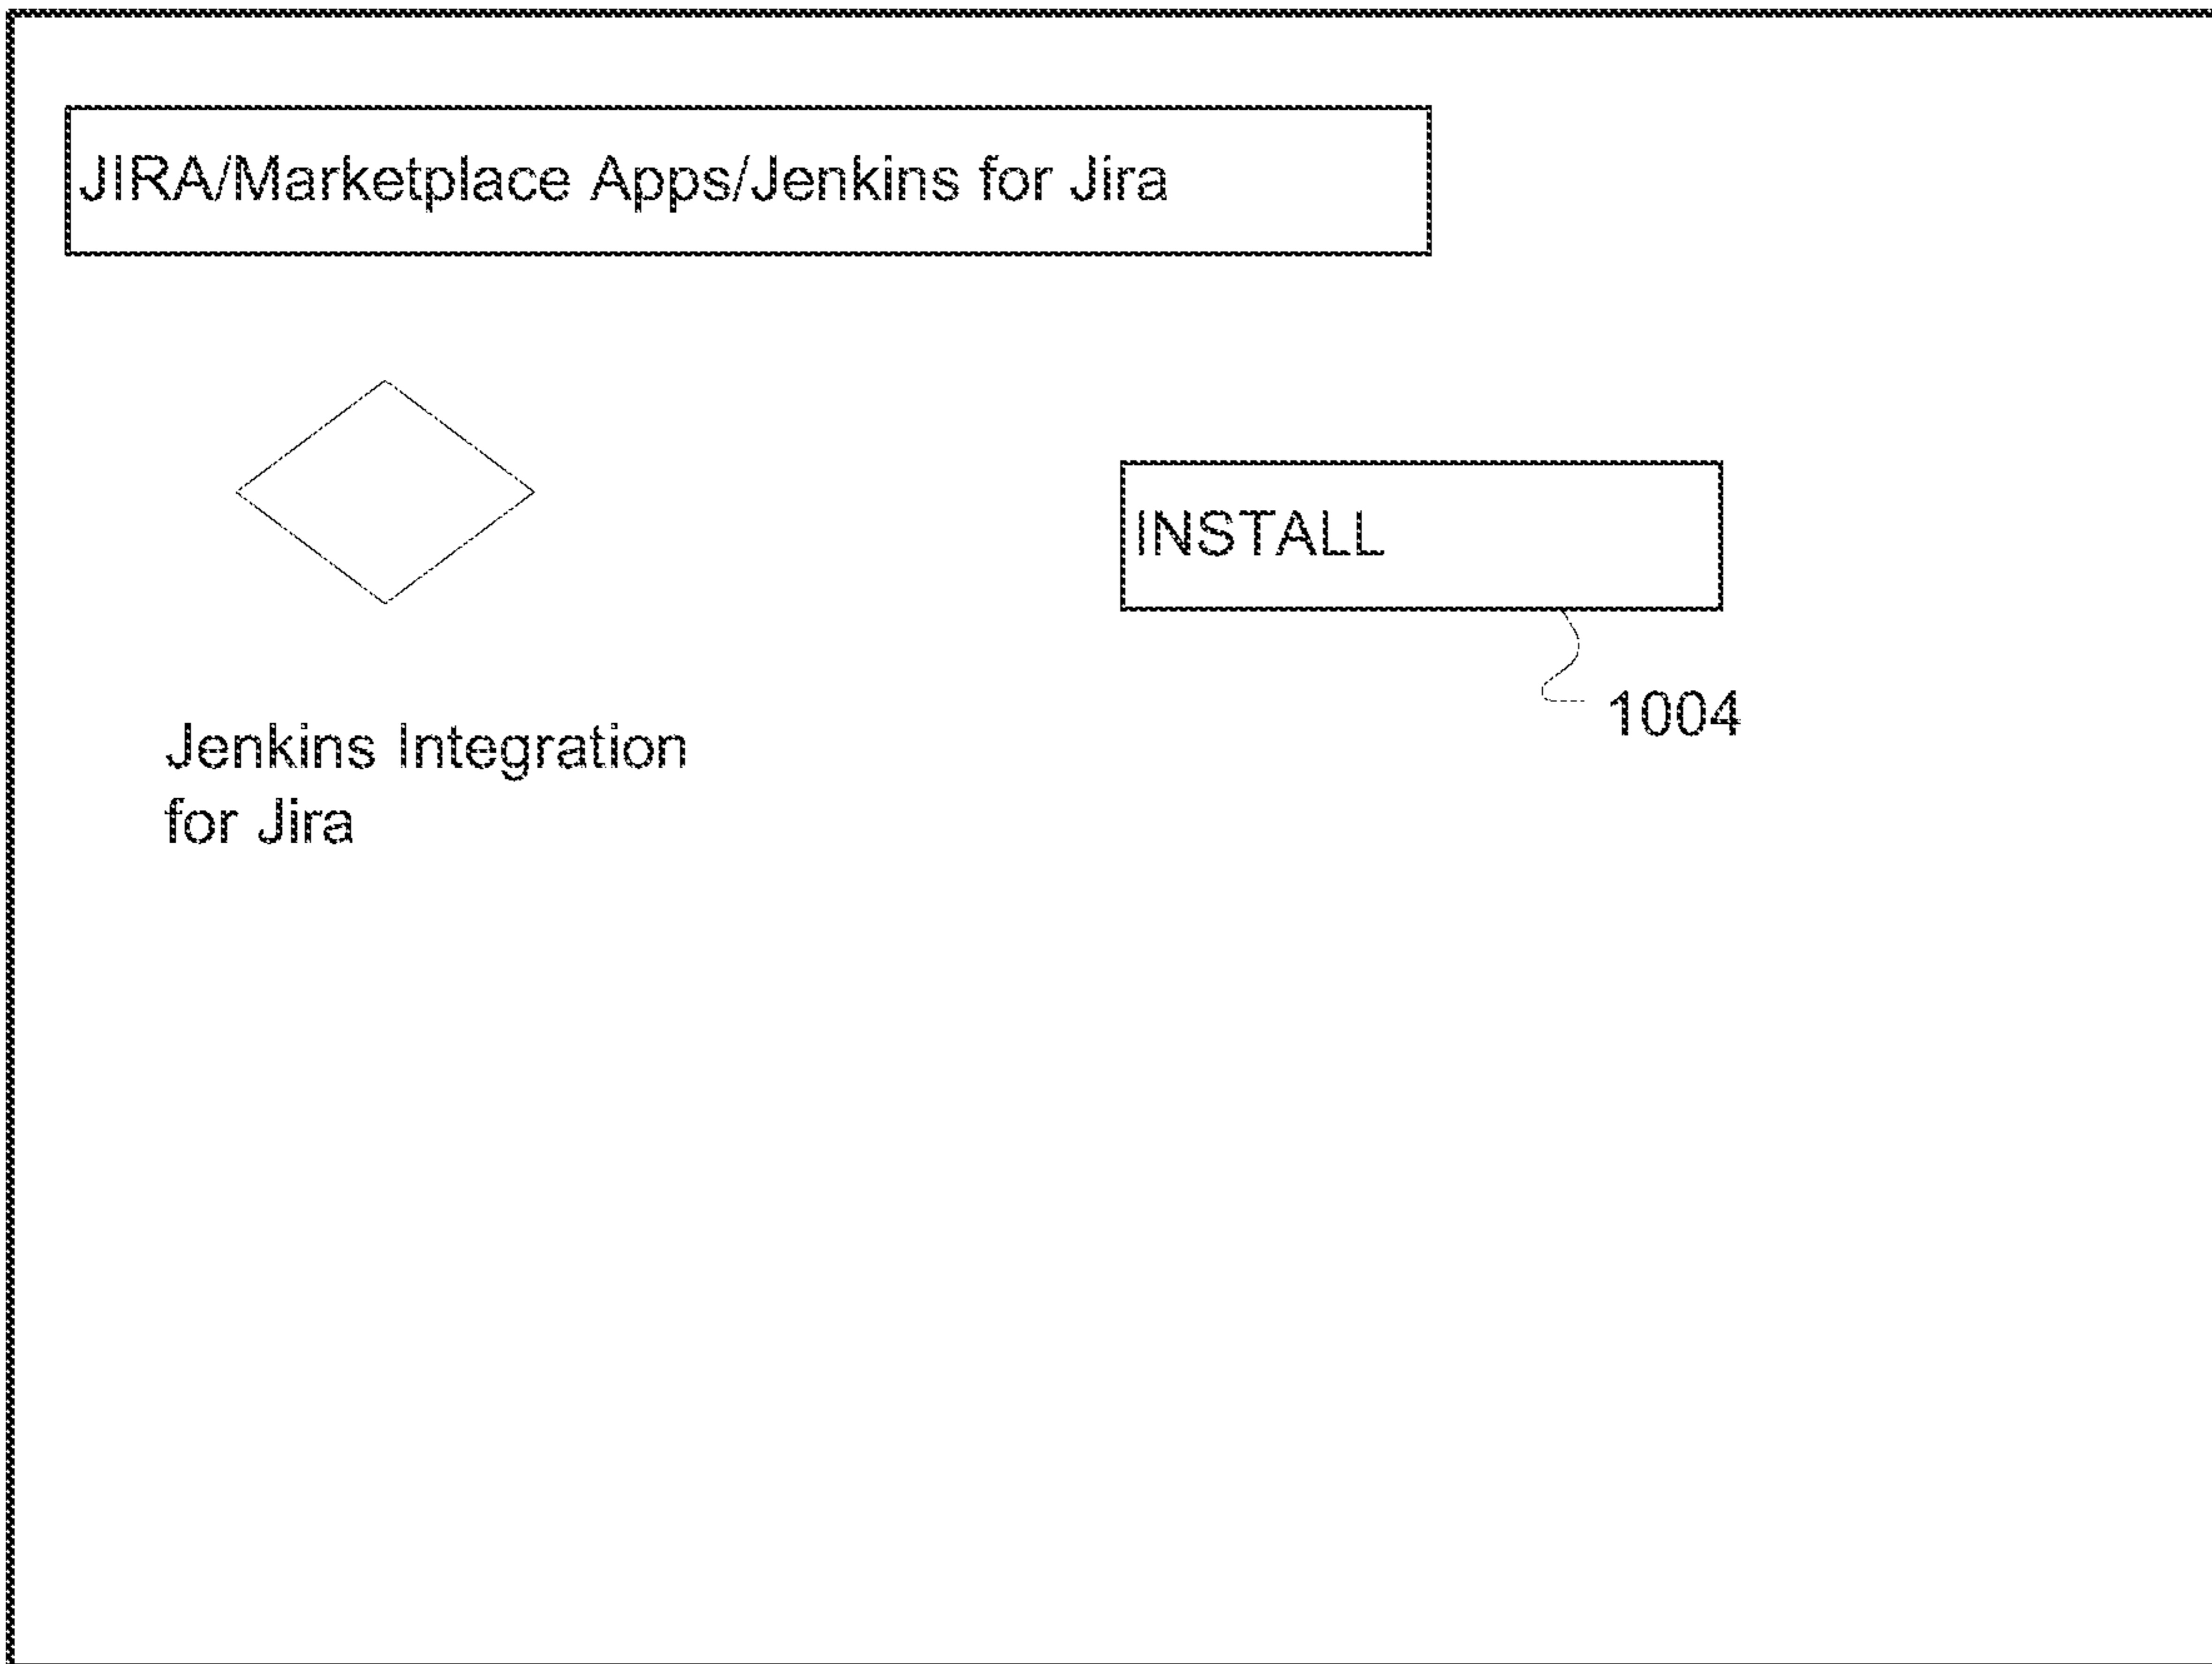 JIRA/Marketplace Apps/Jenkins for Jira
INSTALL
1004
Jenkins Integration
for Jira